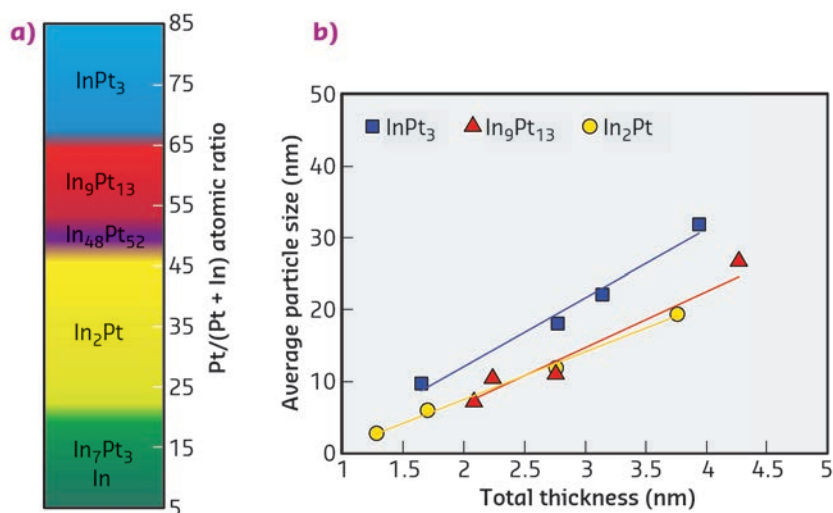 a)
85
InPt₃
75
65
In₉Pt₁₃
55
In₄₈Pt₅₂
45
In₂Pt
35
25
In₇Pt₃
15
In
5
Pt/(Pt + In) atomic ratio
b)
50
InPt₃ In₉Pt₁₃ In₂Pt
40
30
20
10
0
Average particle size (nm)
1 1.5 2 2.5 3 3.5 4 4.5 5
Total thickness (nm)